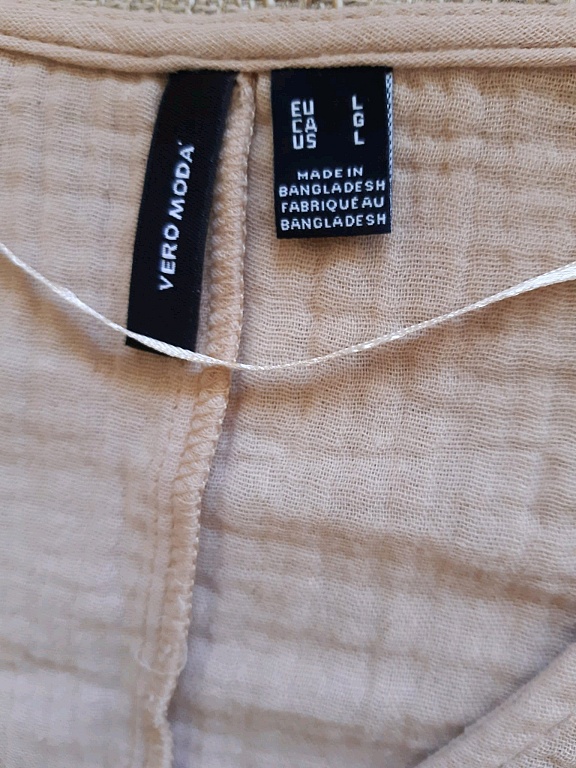 VERO MODA
EU L
CA G
US L
MADE IN
BANGLADESH
FABRIQUÉ AU
BANGLADESH